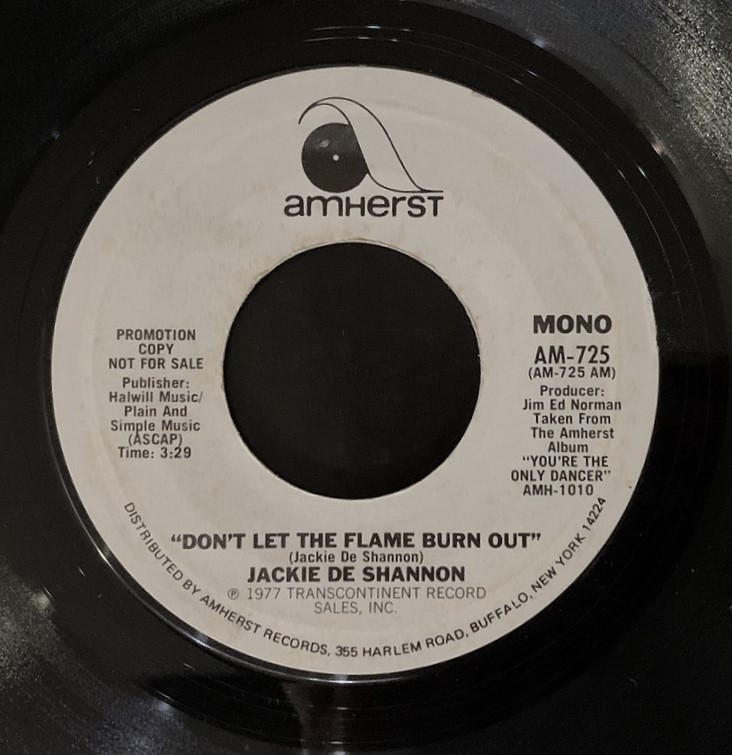 amHersT
PROMOTION
COPY
NOT FOR SALE
Publisher:
Halwill Music/
Plain And
Simple Music
(ASCAP)
Time: 3:29
MONO
AM-725
(AM-725 AM)
Producer:
Jim Ed Norman
Taken From
The Amherst
Album
"YOU'RE THE
ONLY DANCER"
AMH-1010
"DON'T LET THE FLAME BURN OUT"
(Jackie De Shannon)
JACKIE DE SHANNON
℗ 1977 TRANSCONTINENT RECORD
SALES, INC.
DISTRIBUTED BY AMHERST RECORDS, 355 HARLEM ROAD, BUFFALO, NEW YORK 14224